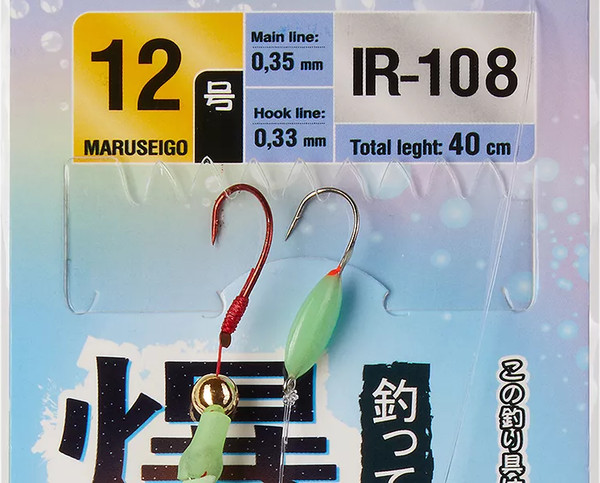 12
号
MARUSEIGO
Main line:
0,35 mm
Hook line:
0,33 mm
IR-108
Total leght: 40 cm
爆
釣って
この釣り具は